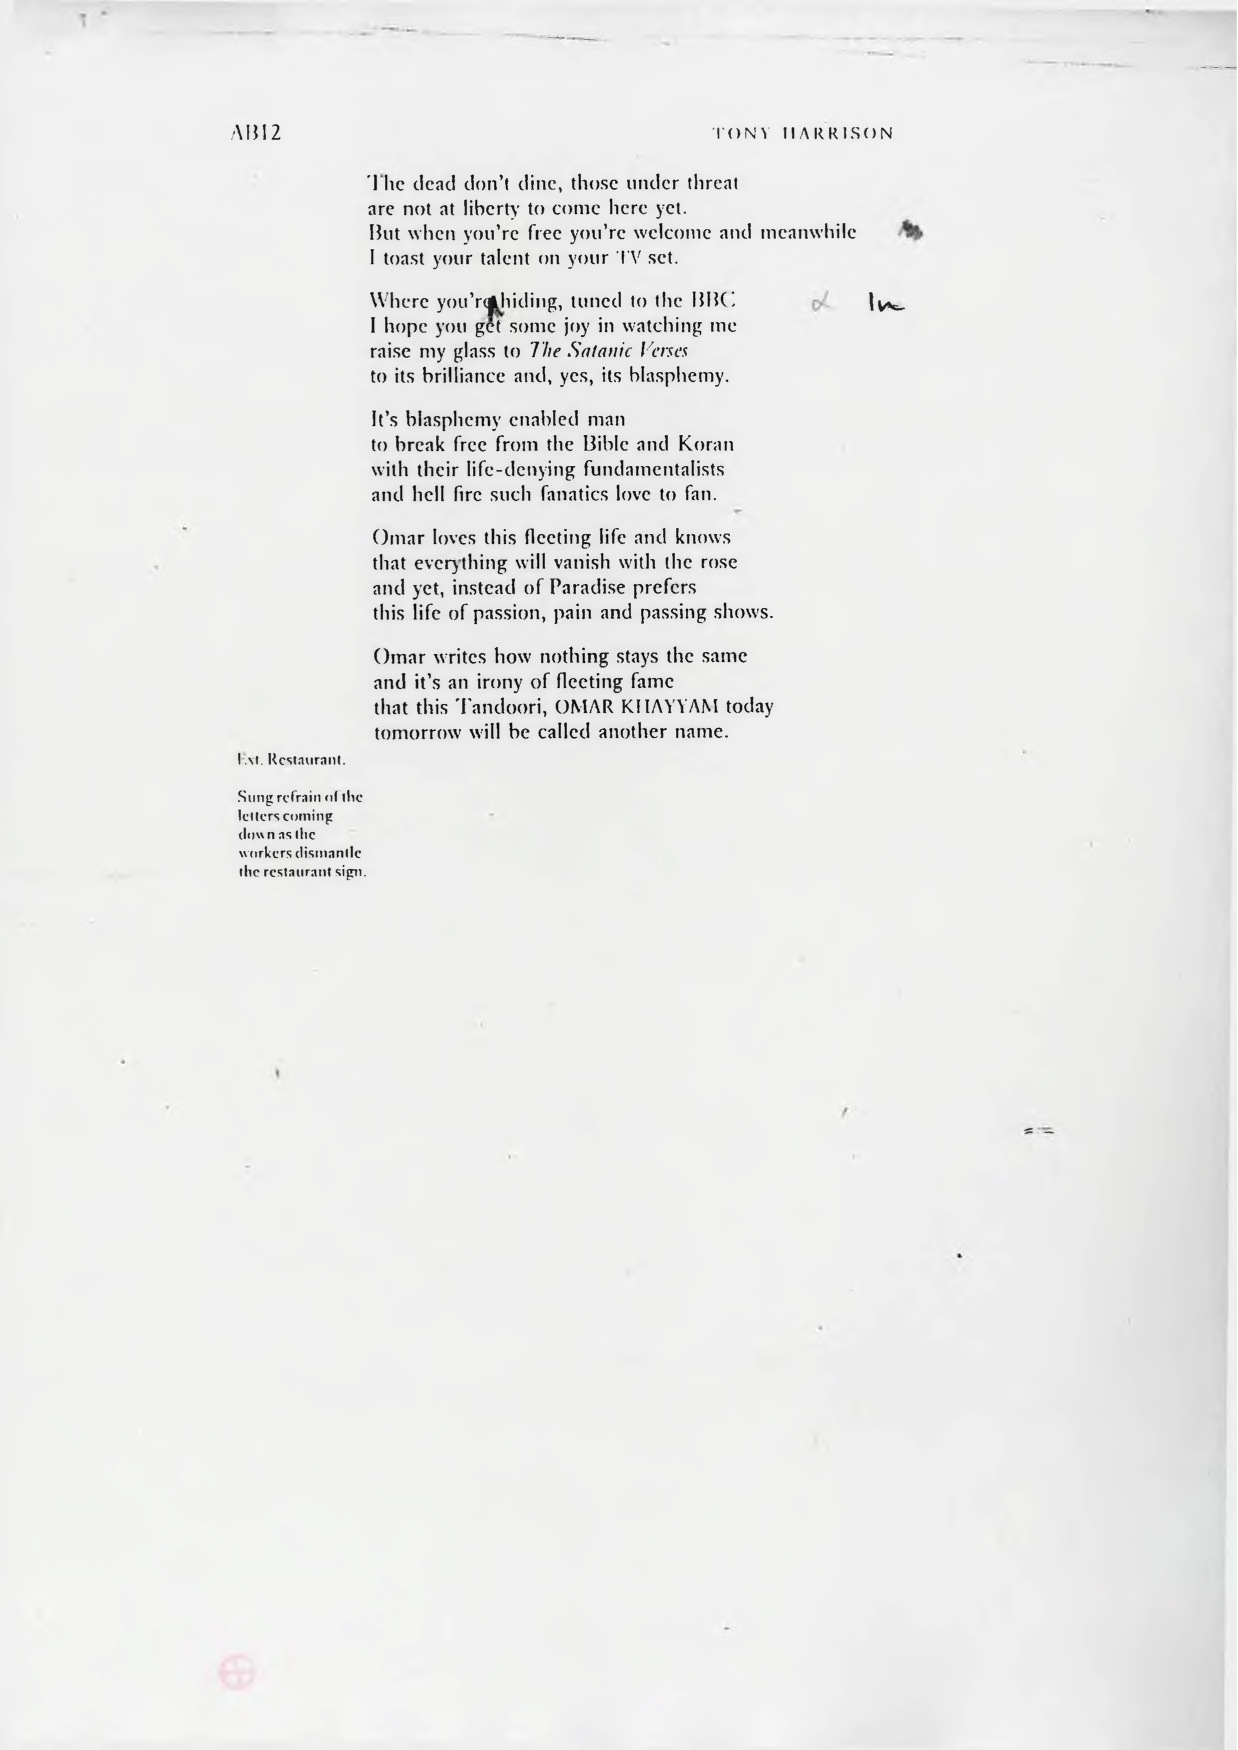 AB12 TONY HARRISON
The dead don't dine, those under threat
are not at liberty to come here yet.
But when you're free you're welcome and meanwhile
I toast your talent on your TV set.
Where you're hiding, tuned to the BBC
In
I hope you get some joy in watching me
raise my glass to The Satanic Verses
to its brilliance and, yes, its blasphemy.
It's blasphemy enabled man
to break free from the Bible and Koran
with their life-denying fundamentalists
and hell fire such fanatics love to fan.
Omar loves this fleeting life and knows
that everything will vanish with the rose
and yet, instead of Paradise prefers
this life of passion, pain and passing shows.
Omar writes how nothing stays the same
and it's an irony of fleeting fame
that this Tandoori, OMAR KHAYYAM today
tomorrow will be called another name.
Ext. Restaurant.
Sung refrain of the
letters coming
down as the
workers dismantle
the restaurant sign.